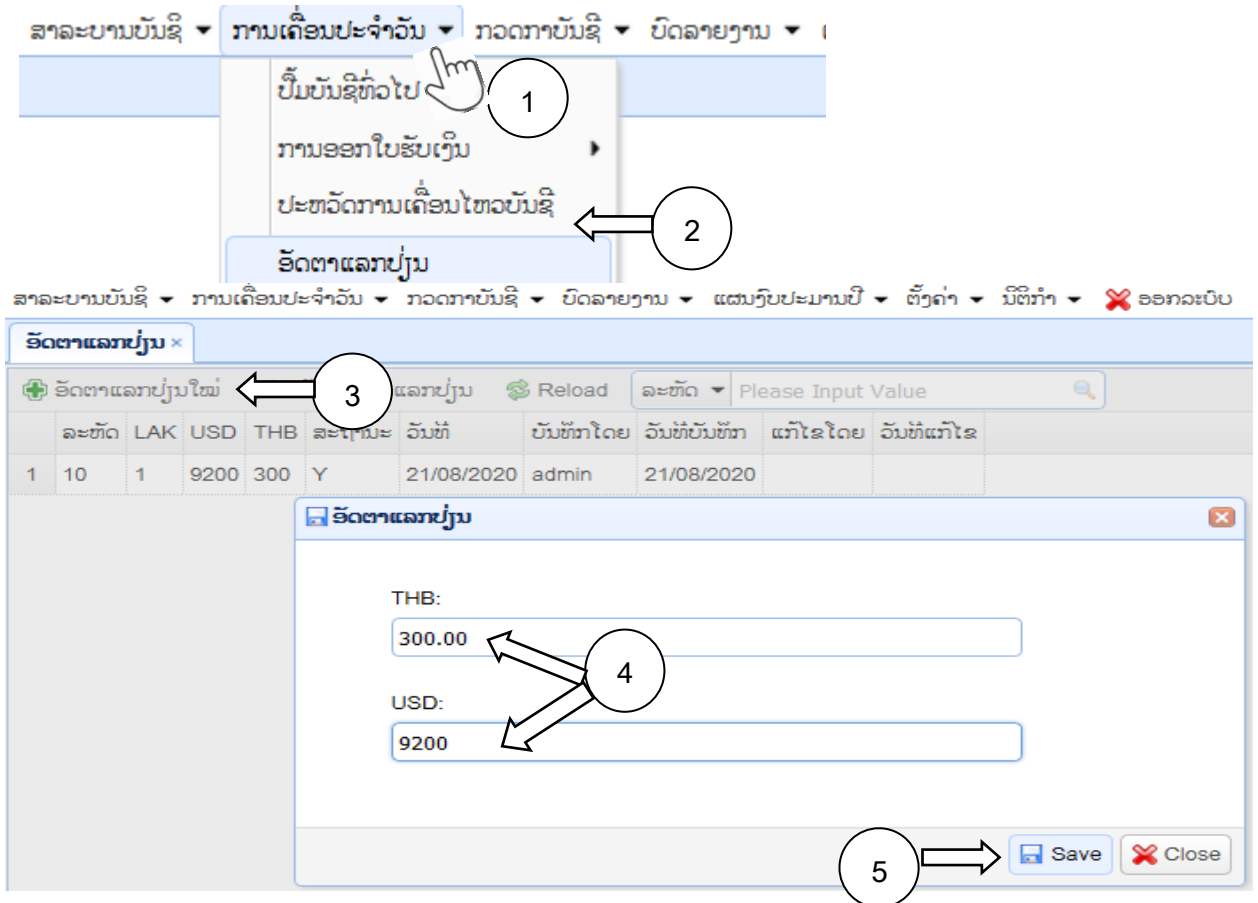 ສາລະບານບັນຊີ ການເຄື່ອນປະຈຳວັນ ກວດກາບັນຊີ ບົດລາຍງານ
ປຶ້ມບັນຊີທົ່ວໄປ
1
ການອອກໃບຮັບເງິນ
ປະຫວັດການເຄື່ອນໄຫວບັນຊີ
2
ອັດຕາແລກປ່ຽນ
ສາລະບານບັນຊີ ການເຄື່ອນປະຈຳວັນ ກວດກາບັນຊີ ບົດລາຍງານ ແຜນງົບປະມານປີ ຕັ້ງຄ່າ ນິຕິກຳ ອອກລະບົບ
ອັດຕາແລກປ່ຽນ ×
ອັດຕາແລກປ່ຽນໃໝ່ 3 ແລກປ່ຽນ Reload ລະຫັດ Please Input Value
ລະຫັດ LAK USD THB ສະຖານະ ວັນທີ ບັນທຶກໂດຍ ວັນທີບັນທຶກ ແກ້ໄຂໂດຍ ວັນທີແກ້ໄຂ
1 10 1 9200 300 Y 21/08/2020 admin 21/08/2020
ອັດຕາແລກປ່ຽນ
THB:
300.00
4
USD:
9200
5 Save Close